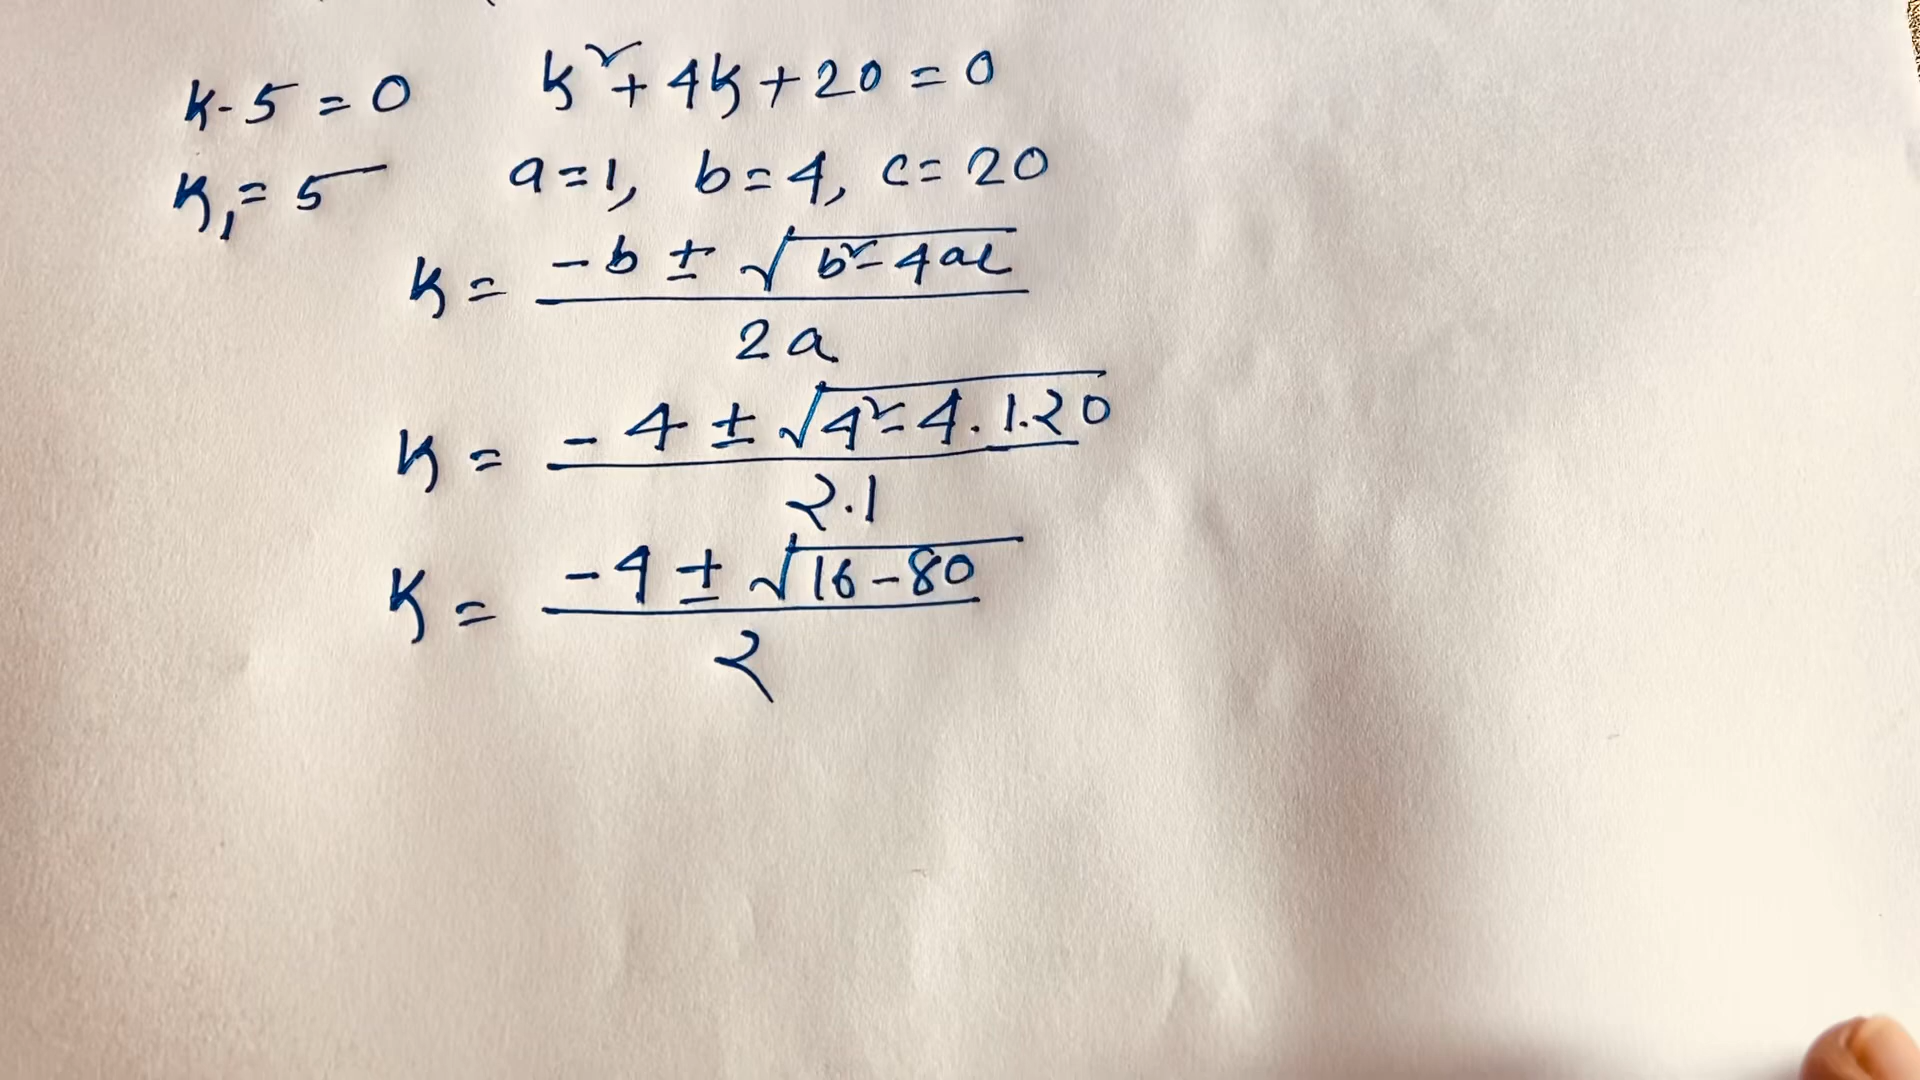 k-5=0    k²+4k+20=0
k₁=5    a=1, b=4, c=20
k = (-b ± √(b²-4ac)) / 2a
k = (-4 ± √(4²-4.1.20)) / 2.1
k = (-4 ± √(16-80)) / 2